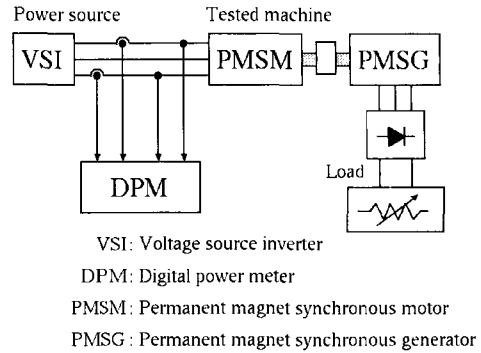 Power source
Tested machine
VSI
PMSM
PMSG
DPM
Load
VSI : Voltage source inverter
DPM : Digital power meter
PMSM : Permanent magnet synchronous motor
PMSG : Permanent magnet synchronous generator